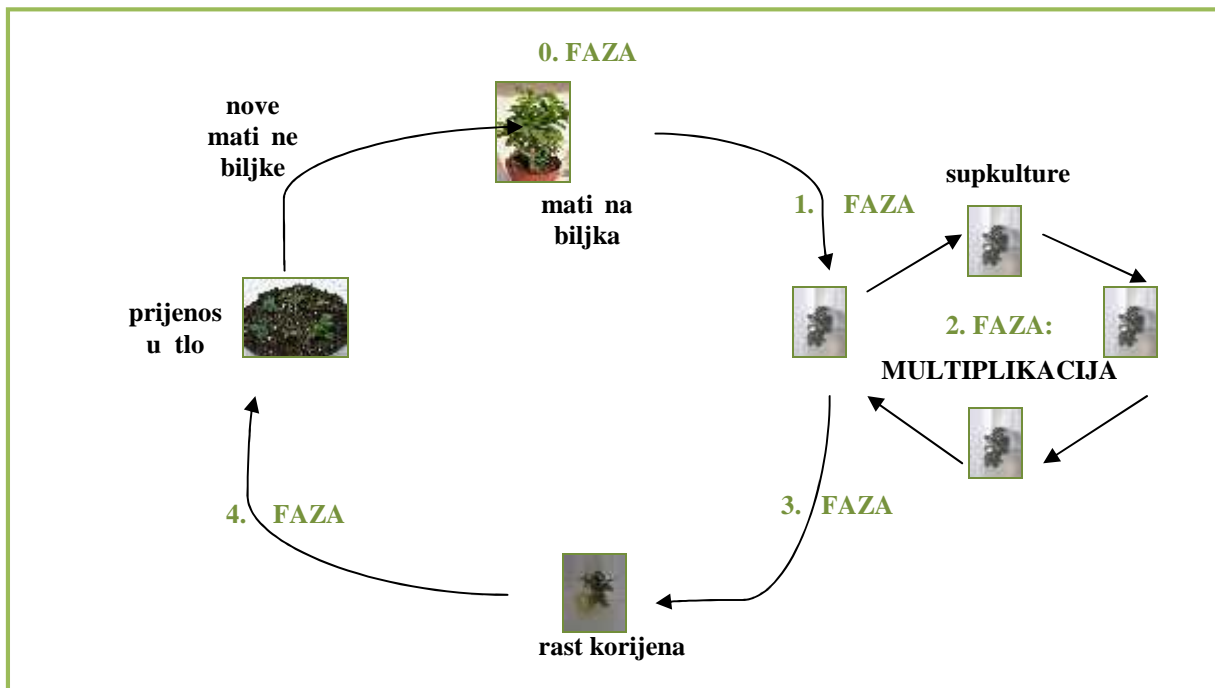 0. FAZA
nove
mati ne
biljke
mati na
biljka
1. FAZA
supkulture
2. FAZA:
MULTIPLIKACIJA
prijenos
u tlo
3. FAZA
4. FAZA
rast korijena